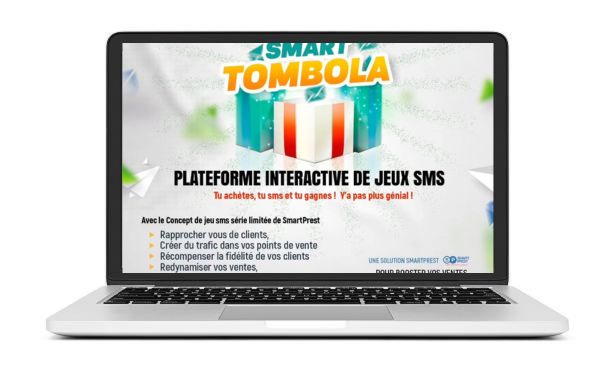 SMART
TOMBOLA
PLATEFORME INTERACTIVE DE JEUX SMS
Tu achètes, tu sms et tu gagnes ! Y'a pas plus génial !
Avec le Concept de jeu sms série limitée de SmartPrest
Rapprocher vous de clients,
Créer du trafic dans vos points de vente
Récompenser la fidélité de vos clients
Redynamiser vos ventes,
UNE SOLUTION SMARTPREST
POUR BOOSTER VOS VENTES